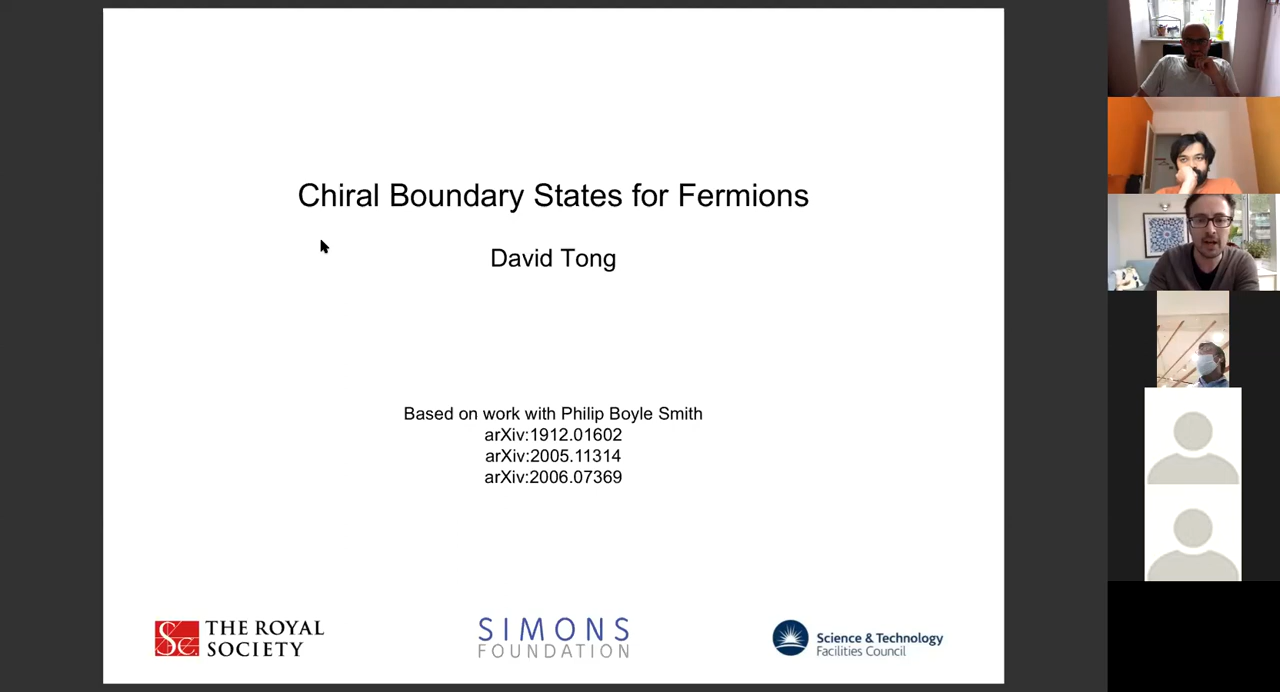 Chiral Boundary States for Fermions
David Tong
Based on work with Philip Boyle Smith
arXiv:1912.01602
arXiv:2005.11314
arXiv:2006.07369
THE ROYAL
SOCIETY
SIMONS
FOUNDATION
Science & Technology
Facilities Council